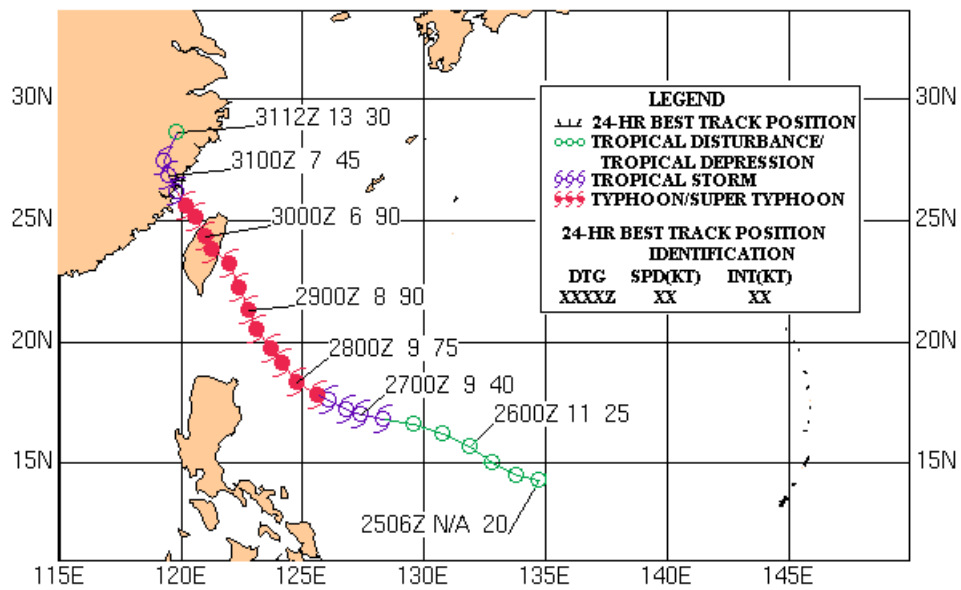 30N
30N
LEGEND
24-HR BEST TRACK POSITION
TROPICAL DISTURBANCE/
TROPICAL DEPRESSION
TROPICAL STORM
TYPHOON/SUPER TYPHOON
24-HR BEST TRACK POSITION
IDENTIFICATION
DTG SPD(KT) INT(KT)
XXXXZ XX XX
3112Z 13 30
3100Z 7 45
25N
25N
3000Z 6 90
2900Z 8 90
20N
20N
2800Z 9 75
2700Z 9 40
2600Z 11 25
15N
15N
2506Z N/A 20
115E 120E 125E 130E 135E 140E 145E